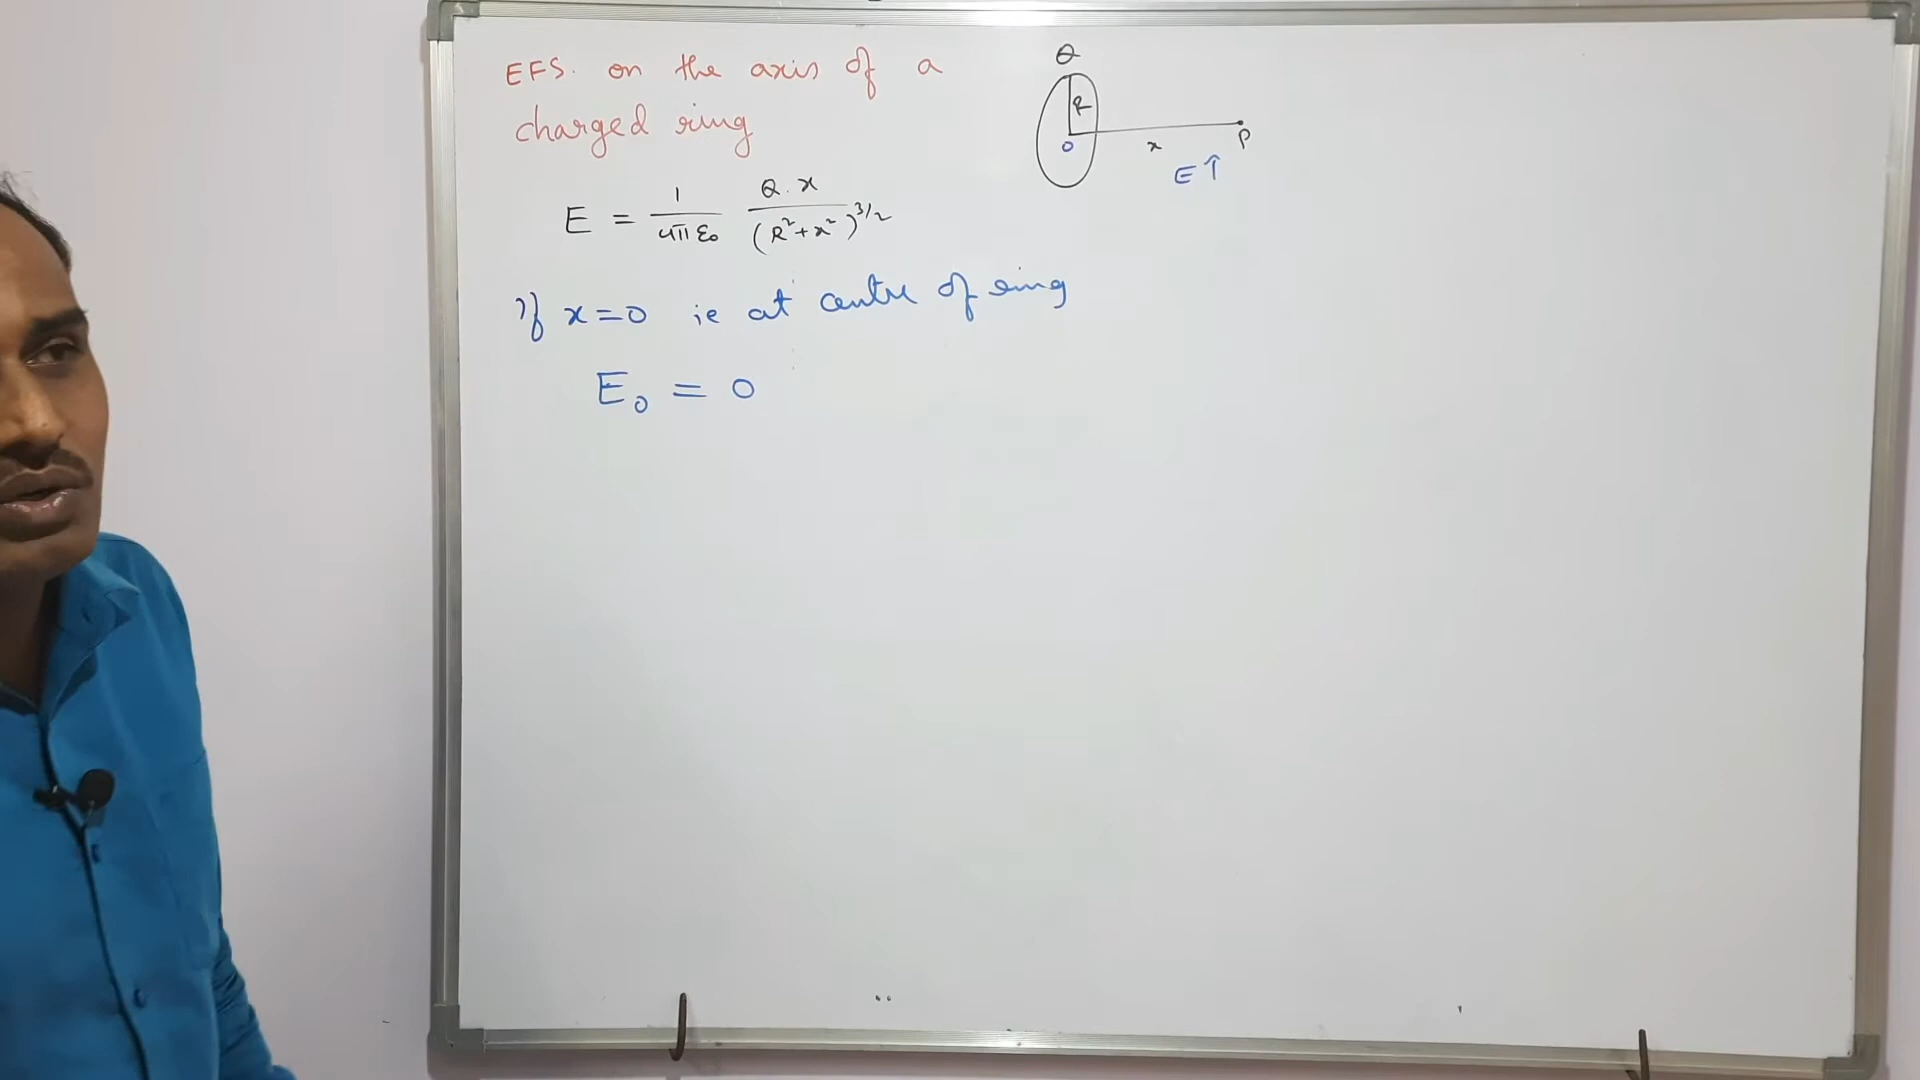 EFS. on the axis of a
charged ring
E = 1/4πε₀ Q.x/(R²+x²)^3/2
If x=0 ie at centre of ring
E₀ = 0
Q
R
O
x
P
E↑